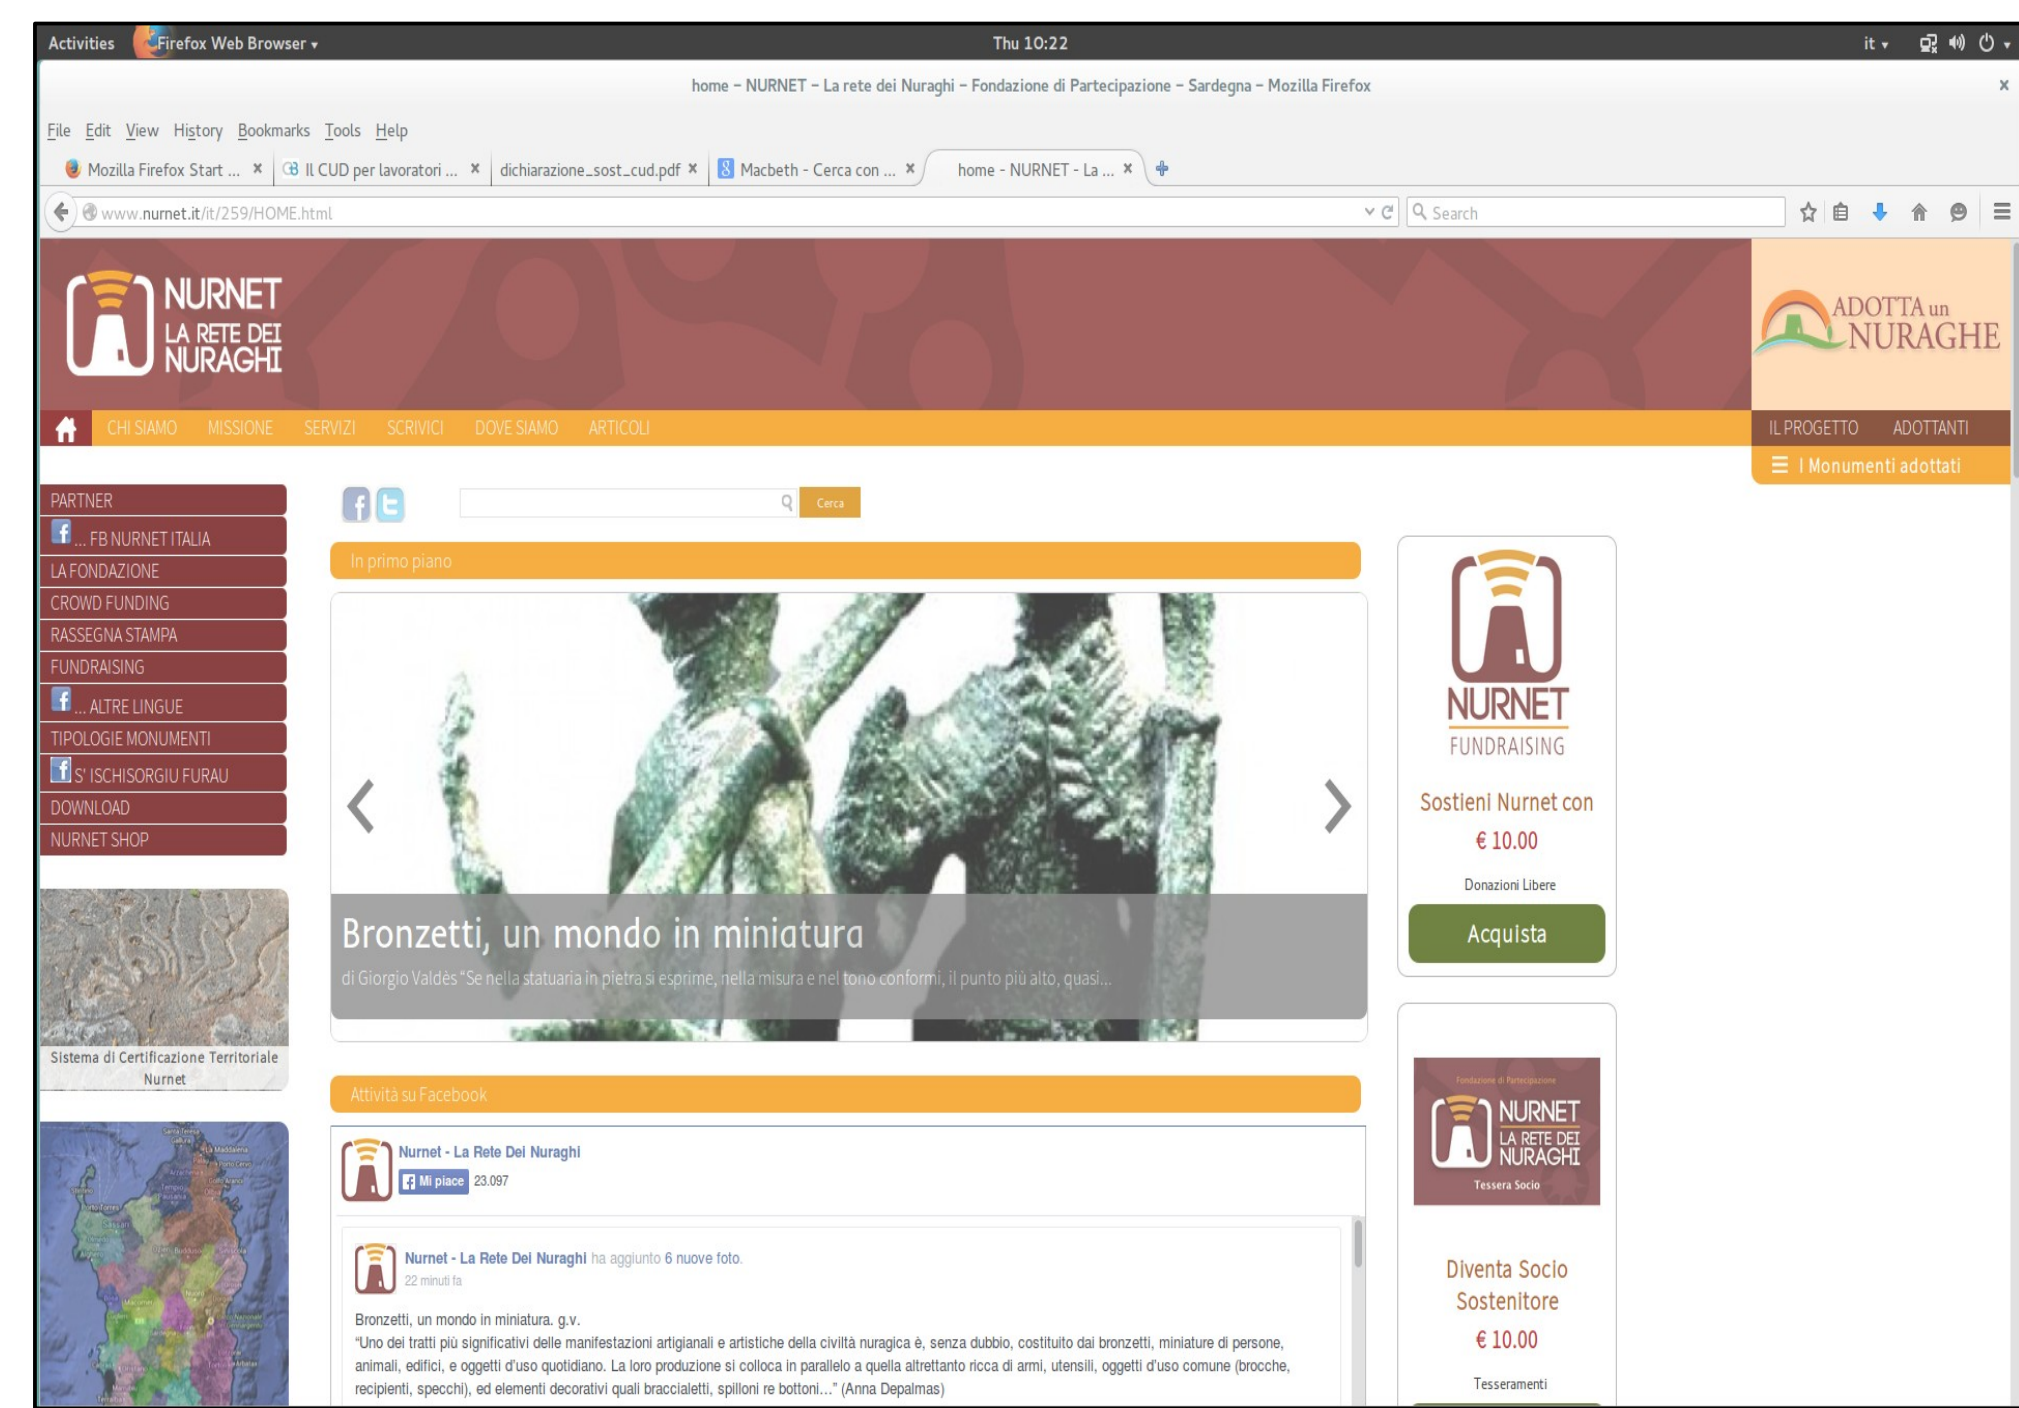 Activities Firefox Web Browser Thu 10:22 it
home – NURNET – La rete dei Nuraghi – Fondazione di Partecipazione – Sardegna – Mozilla Firefox
File Edit View History Bookmarks Tools Help
Mozilla Firefox Start ... Il CUD per lavoratori ... dichiarazione_sost_cud.pdf Macbeth - Cerca con ... home - NURNET - La ...
www.nurnet.it/it/259/HOME.html Search
NURNET
LA RETE DEI
NURAGHI
ADOTTA un
NURAGHE
CHI SIAMO MISSIONE SERVIZI SCRIVICI DOVE SIAMO ARTICOLI
IL PROGETTO ADOTTANTI
I Monumenti adottati
PARTNER
... FB NURNET ITALIA
LA FONDAZIONE
CROWD FUNDING
RASSEGNA STAMPA
FUNDRAISING
... ALTRE LINGUE
TIPOLOGIE MONUMENTI
S' ISCHISORGIU FURAU
DOWNLOAD
NURNET SHOP
Sistema di Certificazione Territoriale
Nurnet
Cerca
In primo piano
Bronzetti, un mondo in miniatura
di Giorgio Valdès "Se nella statuaria in pietra si esprime, nella misura e nel tono conformi, il punto più alto, quasi...
Attività su Facebook
Nurnet - La Rete Dei Nuraghi
Mi piace 23.097
Nurnet - La Rete Dei Nuraghi ha aggiunto 6 nuove foto.
22 minuti fa
Bronzetti, un mondo in miniatura. g.v.
“Uno dei tratti più significativi delle manifestazioni artigianali e artistiche della civiltà nuragica è, senza dubbio, costituito dai bronzetti, miniature di persone,
animali, edifici, e oggetti d’uso quotidiano. La loro produzione si colloca in parallelo a quella altrettanto ricca di armi, utensili, oggetti d’uso comune (brocche,
recipienti, specchi), ed elementi decorativi quali braccialetti, spilloni re bottoni…” (Anna Depalmas)
NURNET
FUNDRAISING
Sostieni Nurnet con
€ 10.00
Donazioni Libere
Acquista
Fondazione di Partecipazione
NURNET
LA RETE DEI
NURAGHI
Tessera Socio
Diventa Socio
Sostenitore
€ 10.00
Tesseramenti